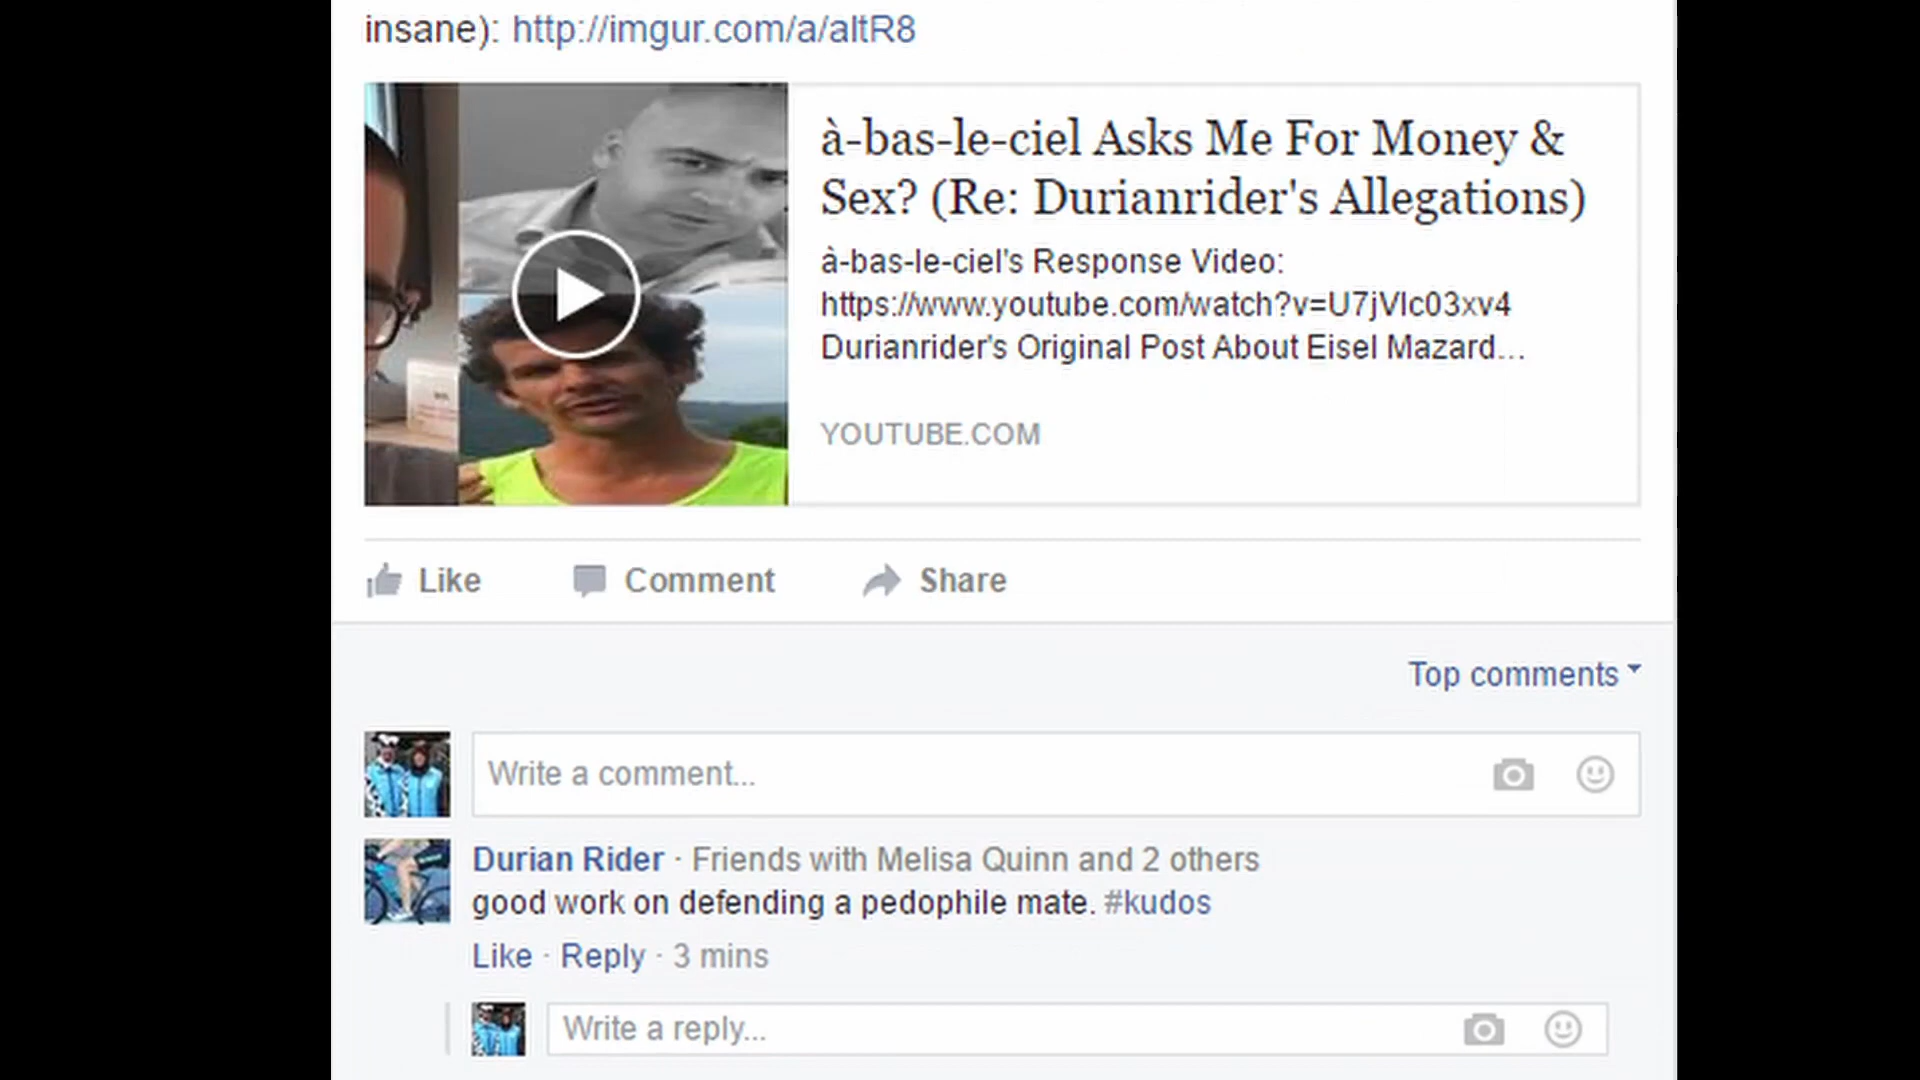 insane): http://imgur.com/a/altR8
à-bas-le-ciel Asks Me For Money &
Sex? (Re: Durianrider's Allegations)
à-bas-le-ciel's Response Video:
https://www.youtube.com/watch?v=U7jVlc03xv4
Durianrider's Original Post About Eisel Mazard...
YOUTUBE.COM
Like Comment Share
Top comments
Write a comment...
Durian Rider · Friends with Melisa Quinn and 2 others
good work on defending a pedophile mate. #kudos
Like · Reply · 3 mins
Write a reply...